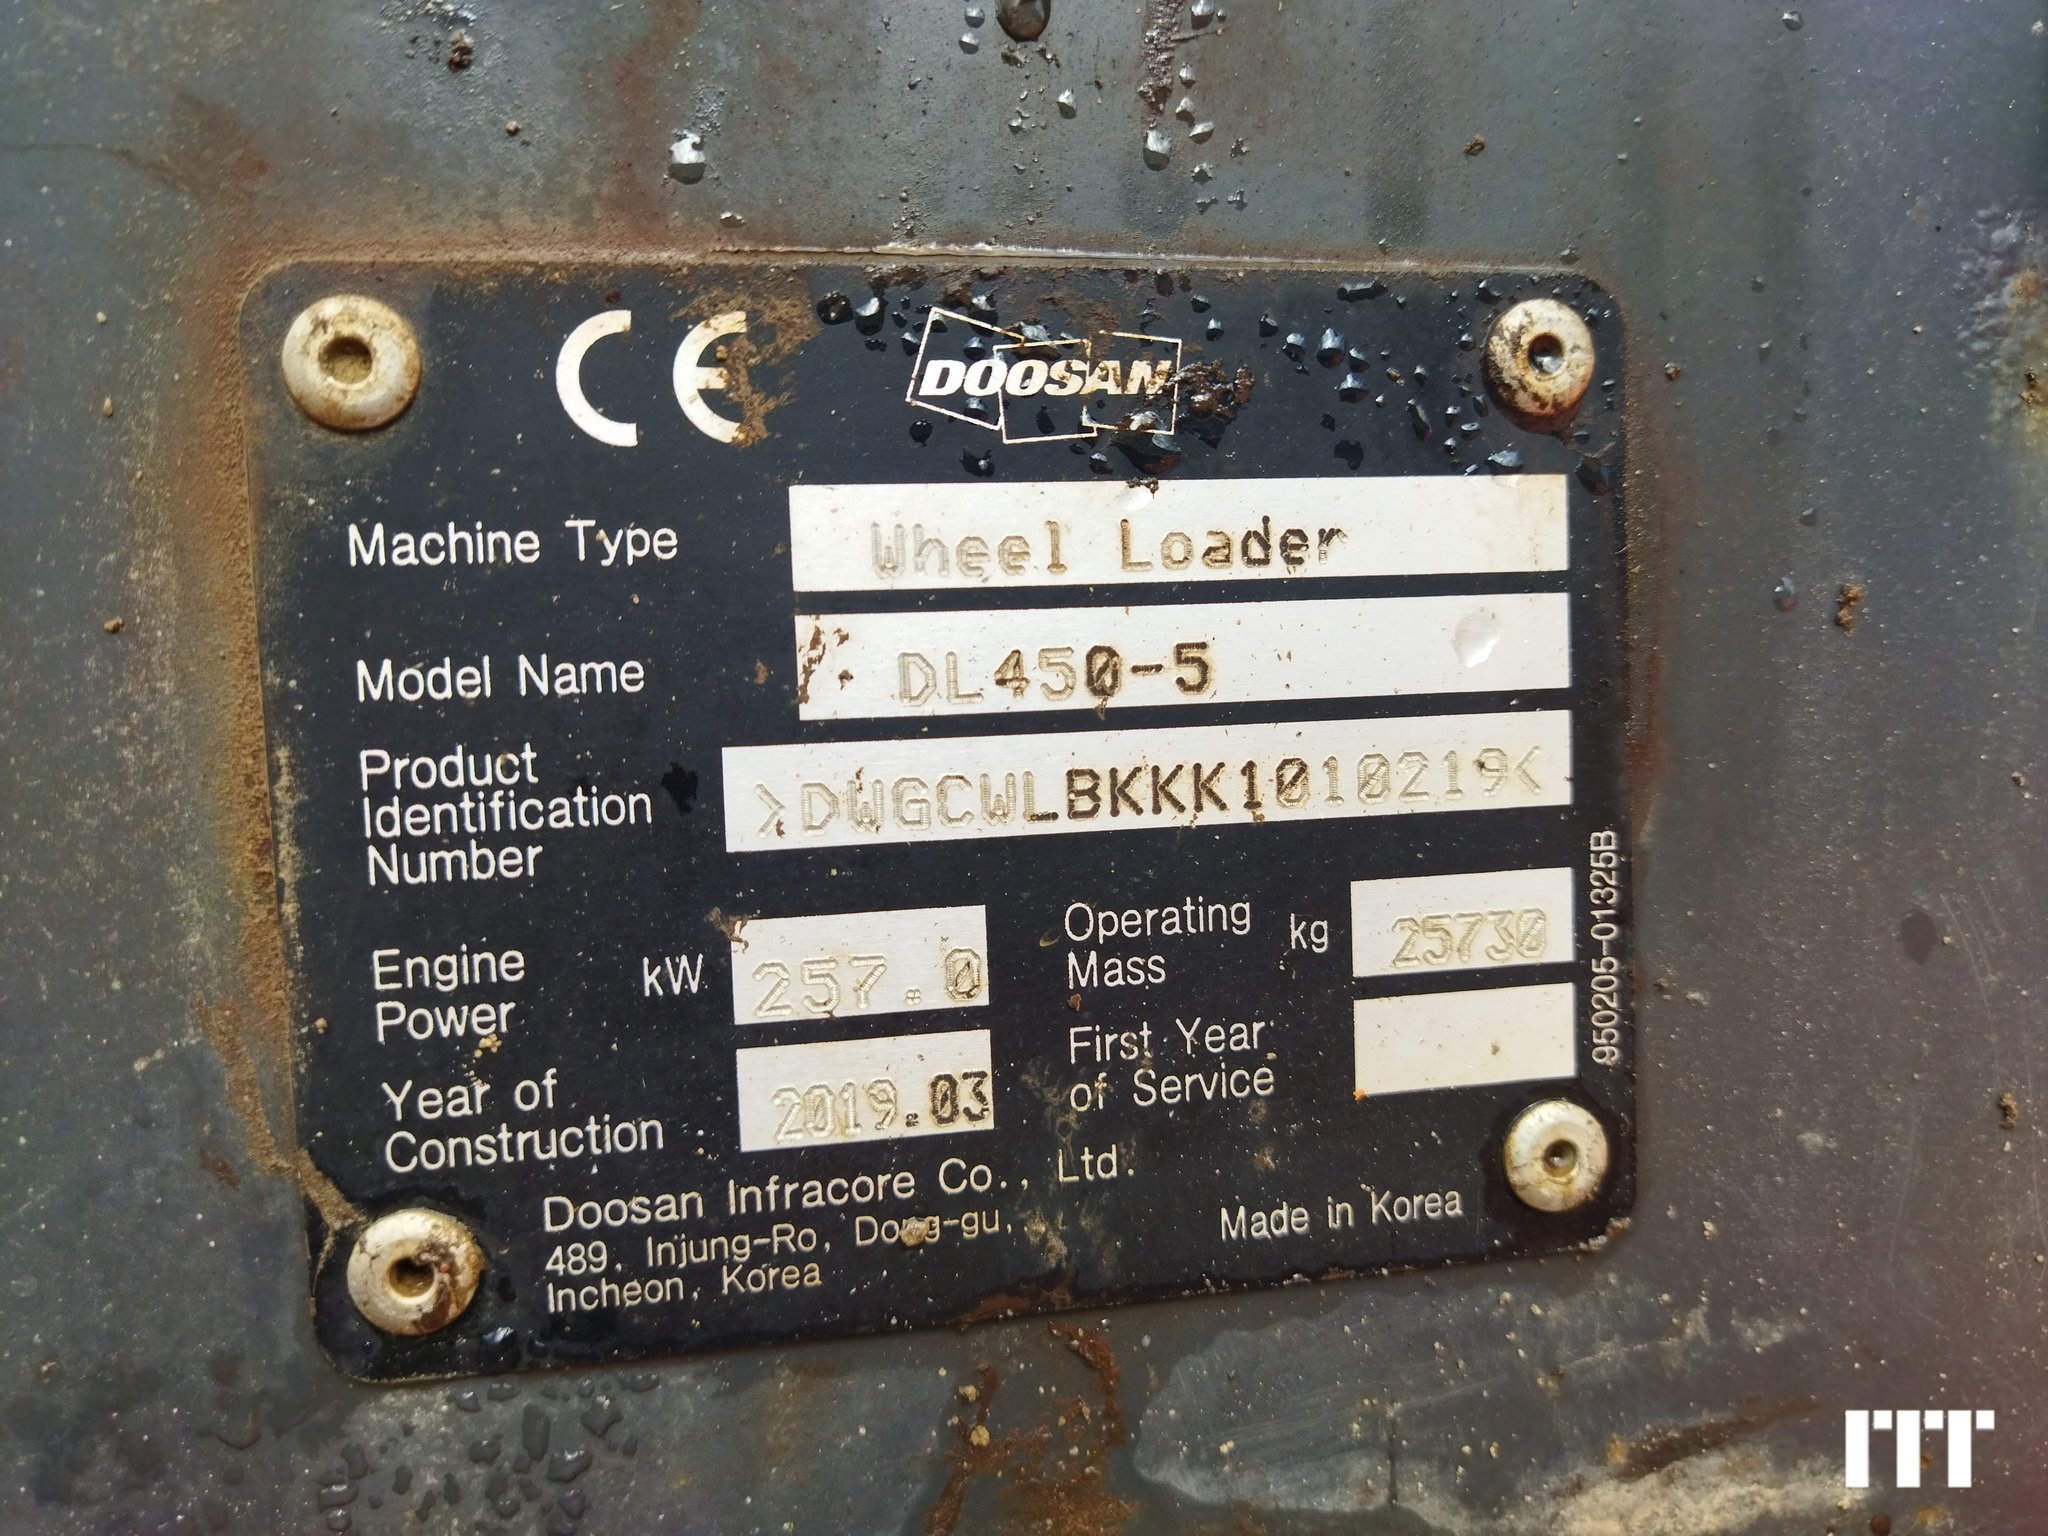 CE DOOSAN
Machine Type Wheel Loader
Model Name DL450-5
Product
Identification
Number >DWGCWLBKKK1010219<
Engine
Power kW 257.0
Operating
Mass kg 25730
Year of
Construction 2019.03
First Year
of Service
950205-01325B
Doosan Infracore Co., Ltd.
489, Injung-Ro, Dong-gu,
Incheon, Korea
Made in Korea